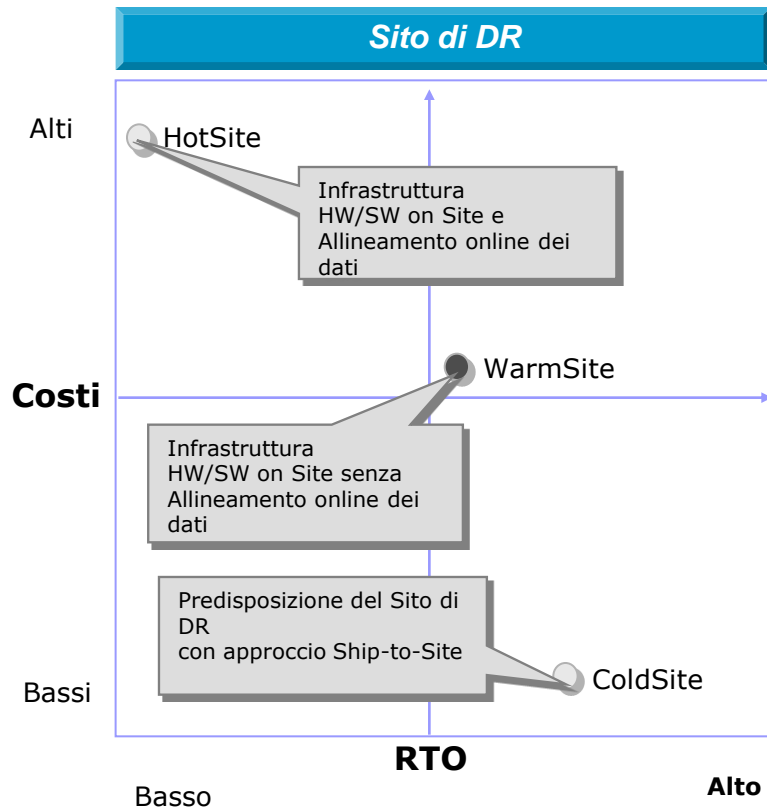 Sito di DR
Alti
HotSite
Infrastruttura
HW/SW on Site e
Allineamento online dei
dati
WarmSite
Costi
Infrastruttura
HW/SW on Site senza
Allineamento online dei
dati
Predisposizione del Sito di
DR
con approccio Ship-to-Site
ColdSite
Bassi
RTO
Basso
Alto